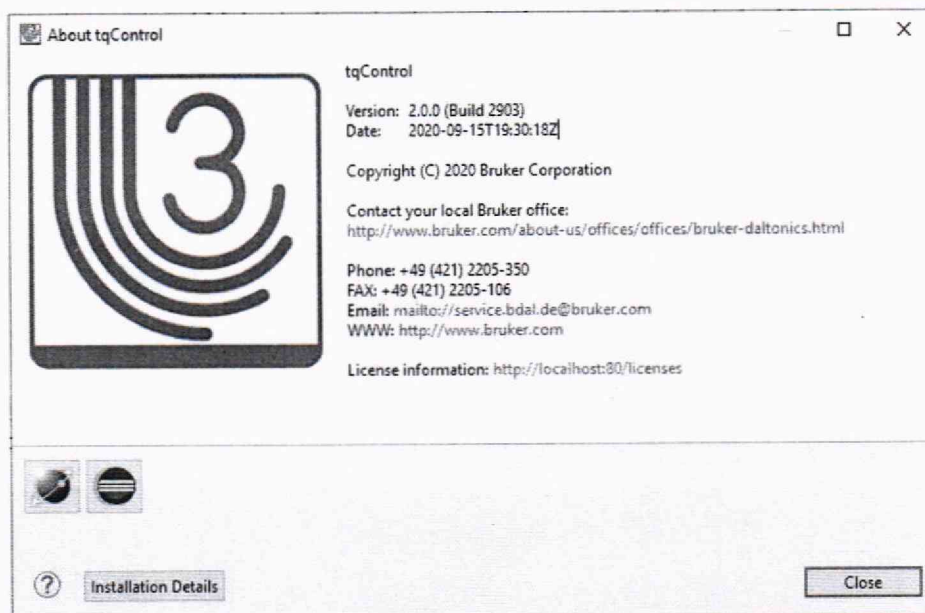 About tqControl
3
tqControl
Version: 2.0.0 (Build 2903)
Date: 2020-09-15T19:30:18Z
Copyright (C) 2020 Bruker Corporation
Contact your local Bruker office:
http://www.bruker.com/about-us/offices/offices/bruker-daltonics.html
Phone: +49 (421) 2205-350
FAX: +49 (421) 2205-106
Email: mailto://service.bdal.de@bruker.com
WWW: http://www.bruker.com
License information: http://localhost:80/licenses
?
Installation Details
Close